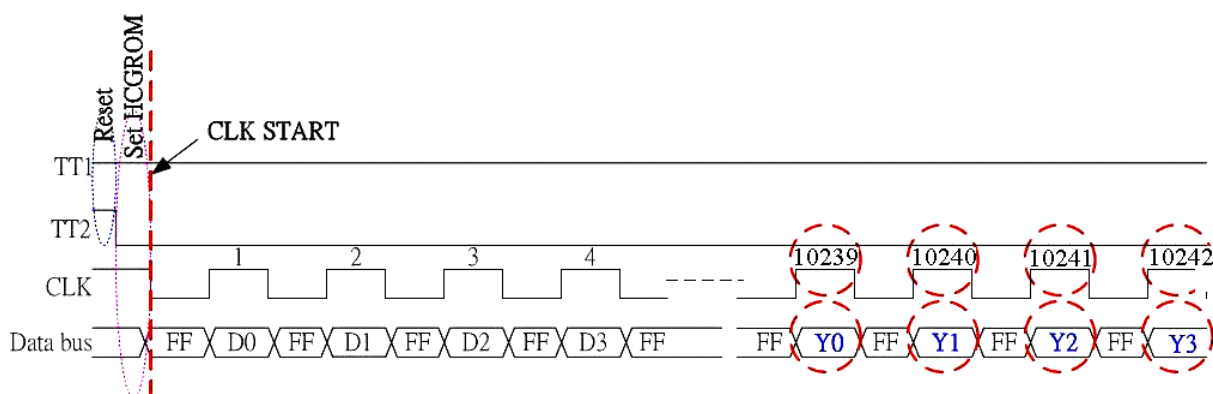 Reset
Set HCGROM
CLK START
TT1
TT2
1 2 3 4 10239 10240 10241 10242
CLK
Data bus FF D0 FF D1 FF D2 FF D3 FF FF Y0 FF Y1 FF Y2 FF Y3